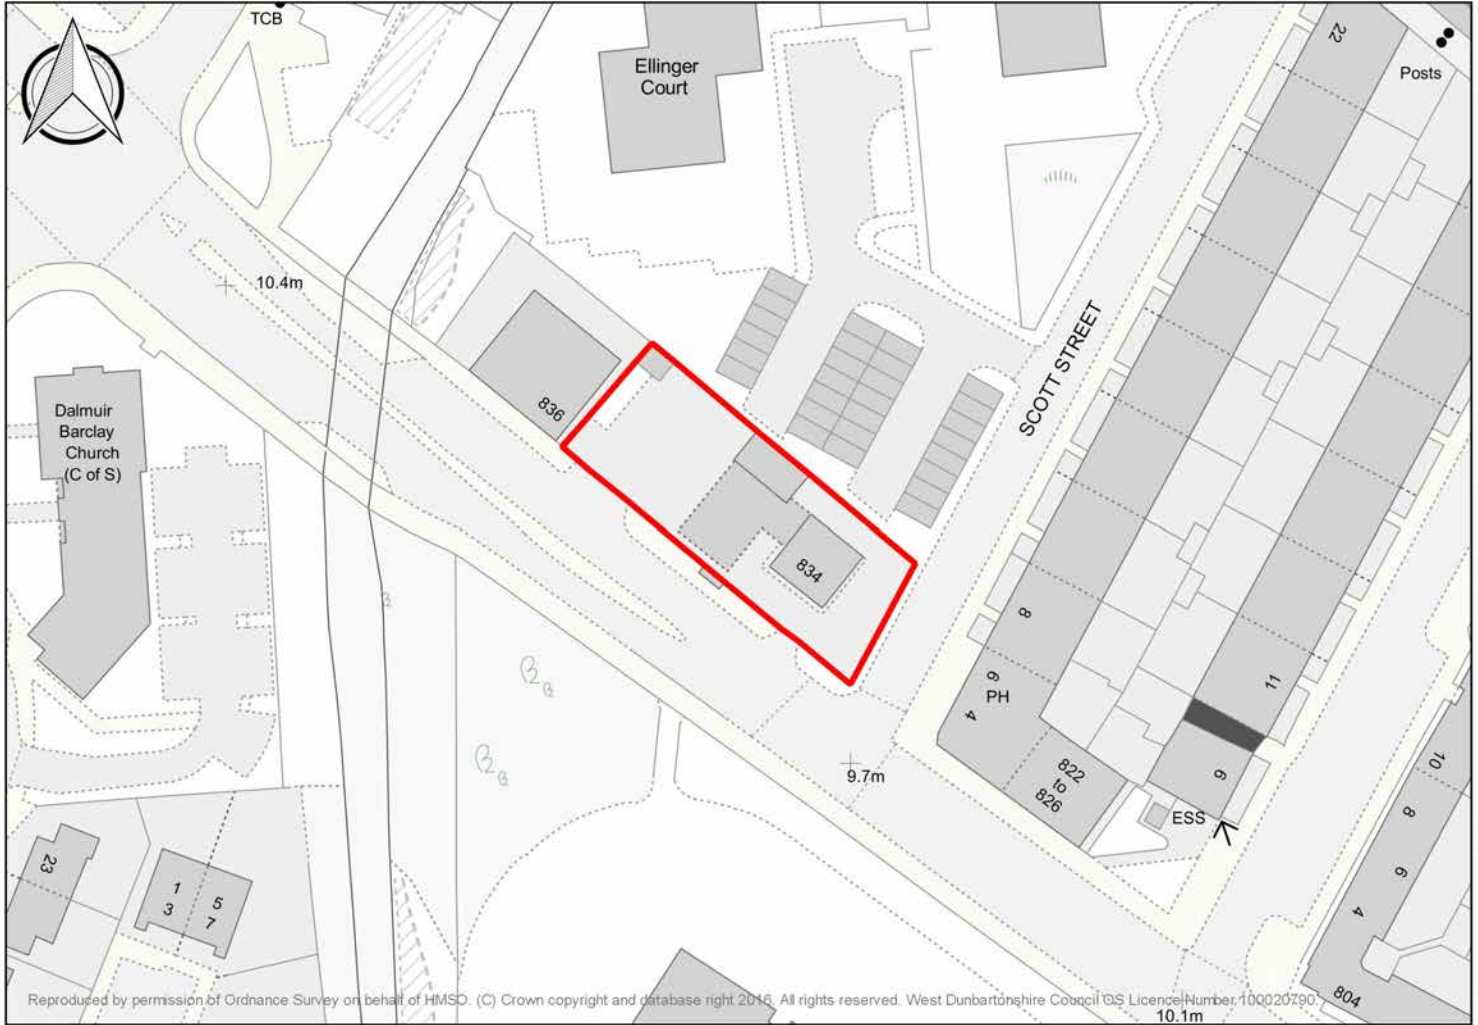 TCB
22
Posts
Ellinger
Court
10.4m
SCOTT STREET
836
Dalmuir
Barclay
Church
(C of S)
834
8
6
PH
4
11
822
to
826
9.7m
6
ESS
10
8
6
4
23
1
3
5
7
804
Reproduced by permission of Ordnance Survey on behalf of HMSO. (C) Crown copyright and database right 2016. All rights reserved. West Dunbartonshire Council OS Licence Number 100020790.
10.1m